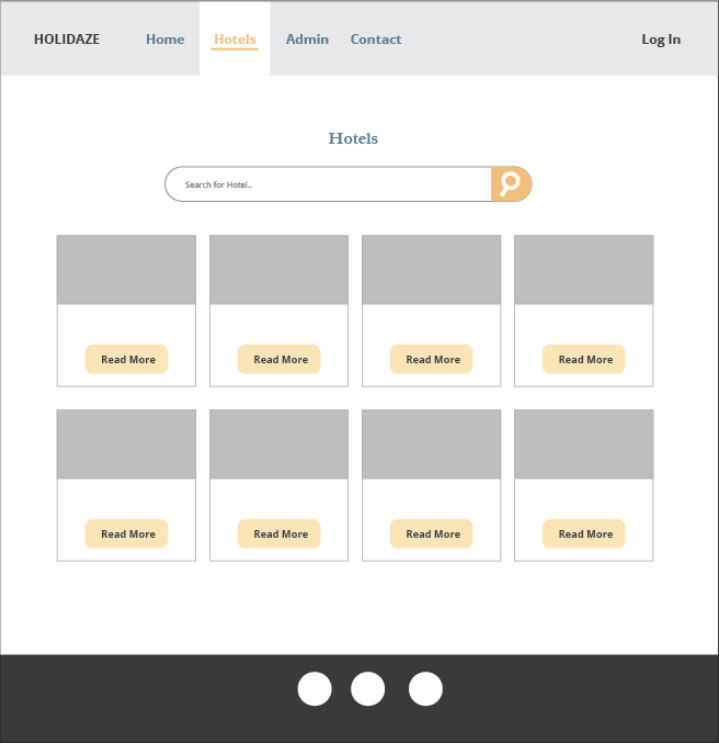 HOLIDAZE Home Hotels Admin Contact Log In
Hotels
Search for Hotel..
Read More Read More Read More Read More
Read More Read More Read More Read More